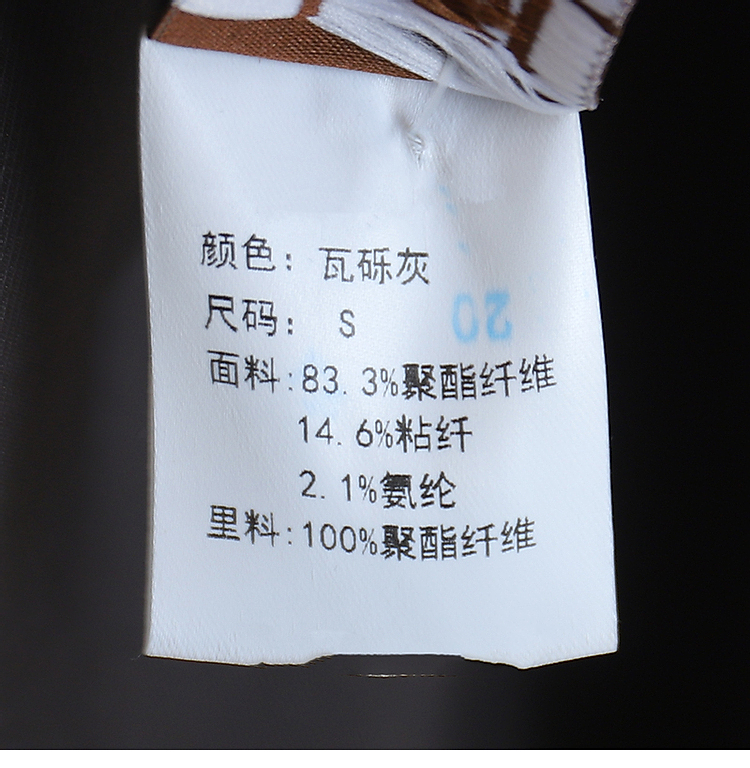 颜色：瓦砾灰
尺码： S
20
面料:83.3%聚酯纤维
14.6%粘纤
2.1%氨纶
里料:100%聚酯纤维